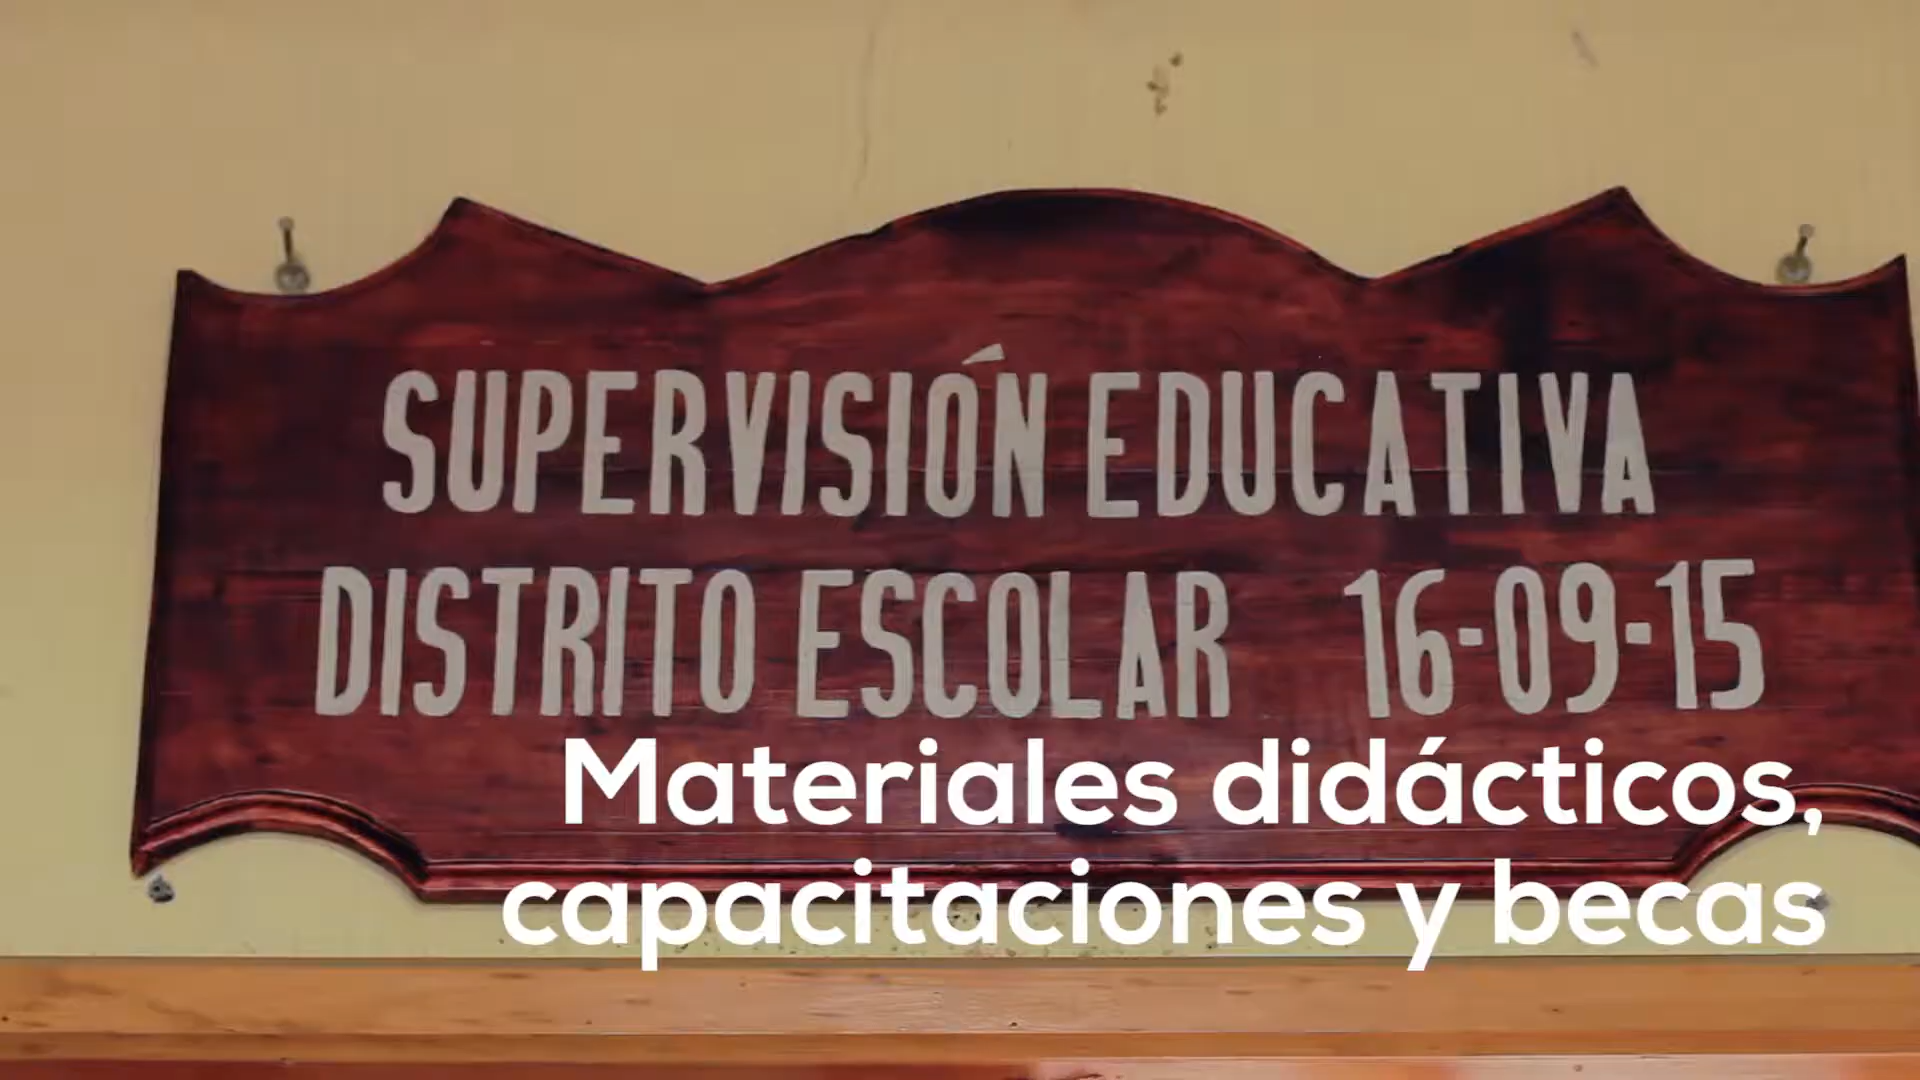 SUPERVISIÓN EDUCATIVA
DISTRITO ESCOLAR 16-09-15
Materiales didácticos,
capacitaciones y becas